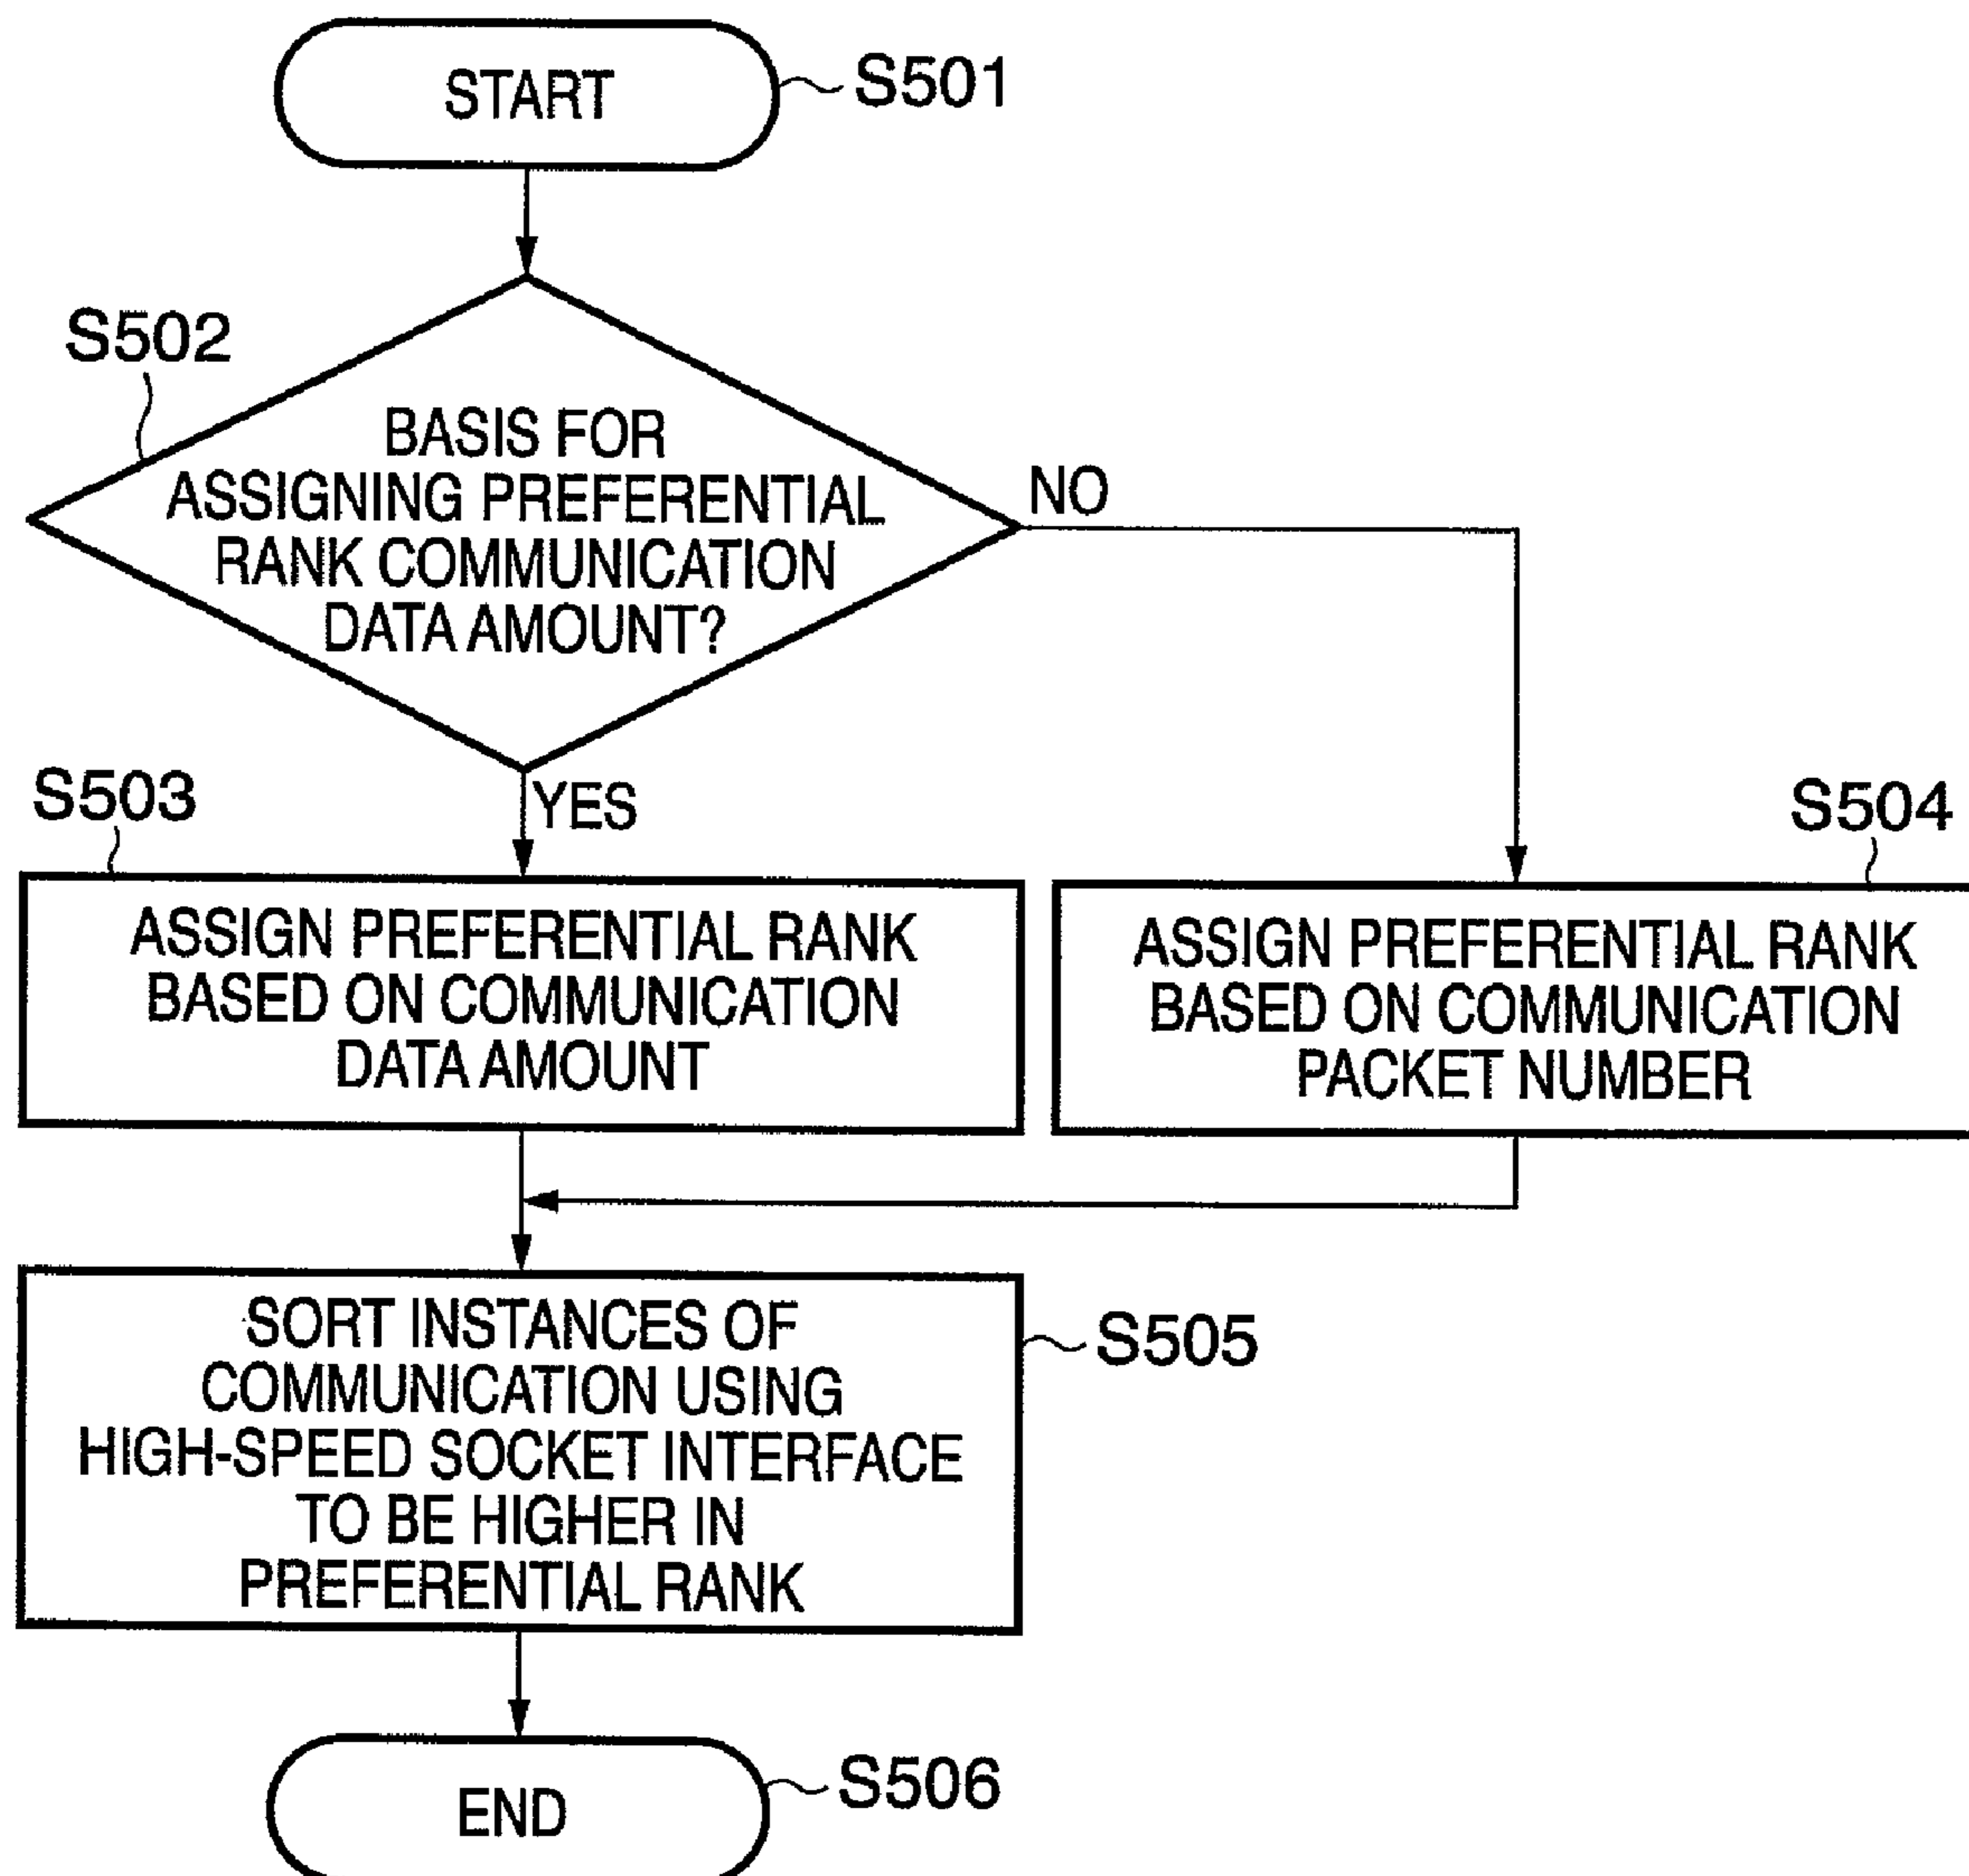 START
S501
S502
BASIS FOR
ASSIGNING PREFERENTIAL
RANK COMMUNICATION
DATA AMOUNT?
NO
YES
S503
ASSIGN PREFERENTIAL RANK
BASED ON COMMUNICATION
DATA AMOUNT
S504
ASSIGN PREFERENTIAL RANK
BASED ON COMMUNICATION
PACKET NUMBER
SORT INSTANCES OF
COMMUNICATION USING
HIGH-SPEED SOCKET INTERFACE
TO BE HIGHER IN
PREFERENTIAL RANK
S505
END
S506